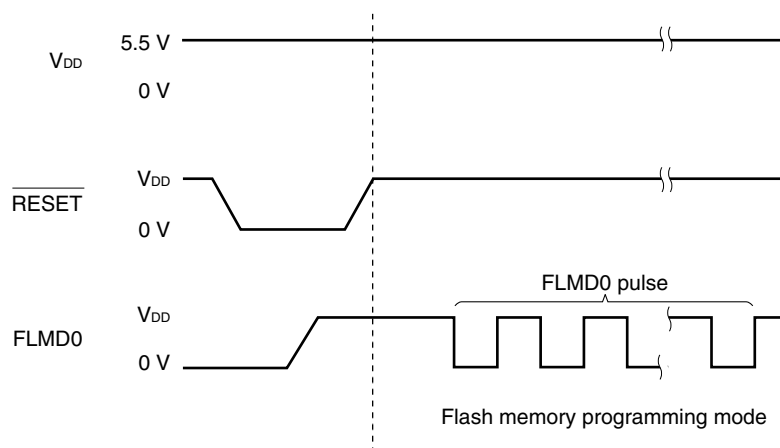 5.5 V
VDD
0 V
VDD
RESET
0 V
FLMD0 pulse
VDD
FLMD0
0 V
Flash memory programming mode